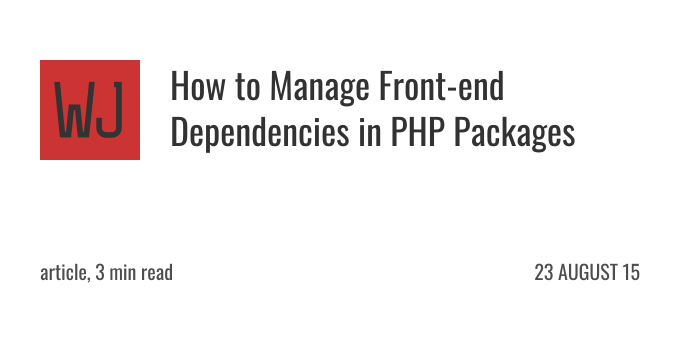 WJ
How to Manage Front-end
Dependencies in PHP Packages
article, 3 min read
23 AUGUST 15